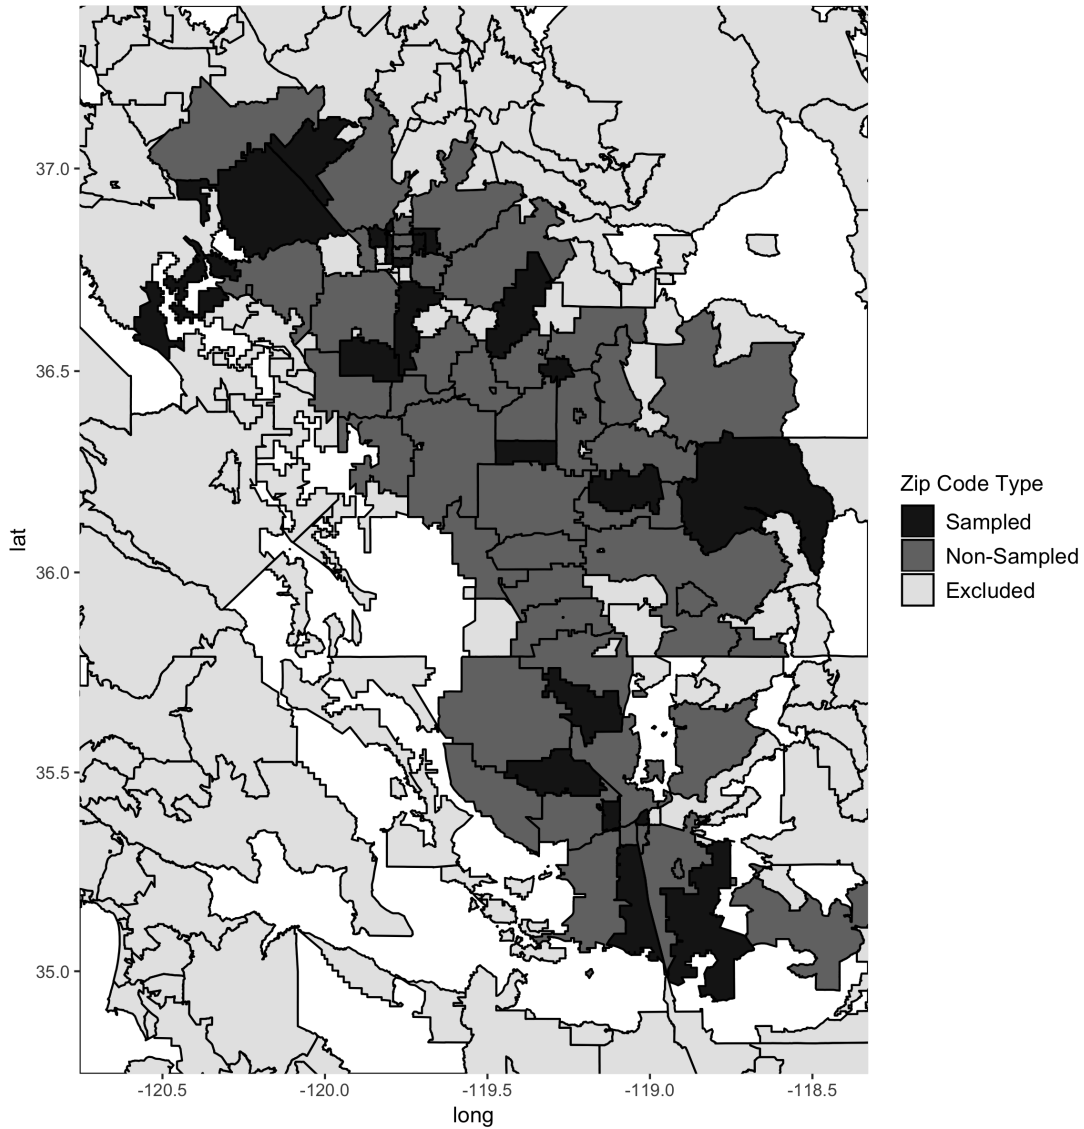 lat
37.0
36.5
36.0
35.5
35.0
-120.5 -120.0 -119.5 -119.0 -118.5
long
Zip Code Type
Sampled
Non-Sampled
Excluded